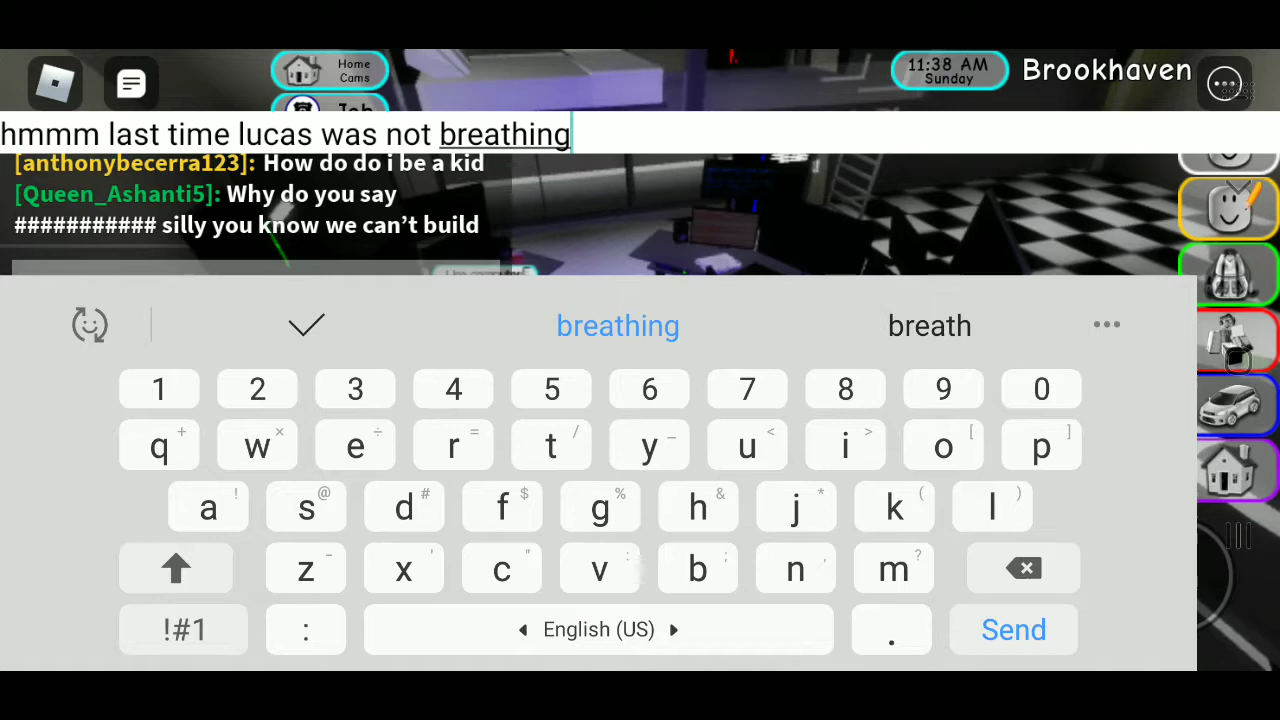 Home
Cams
11:38 AM
Sunday
Brookhaven
Job
hmmm last time lucas was not breathing
[anthonybecerra123]: How do do i be a kid
[Queen_Ashanti5]: Why do you say
########### silly you know we can’t build
breathing breath
1 2 3 4 5 6 7 8 9 0
q + w × e ÷ r = t / y _ u < i > o [ p ]
a ! s @ d # f $ g % h & j * k ( l )
z - x ' c " v : b ; n , m ?
!#1 : English (US) . Send